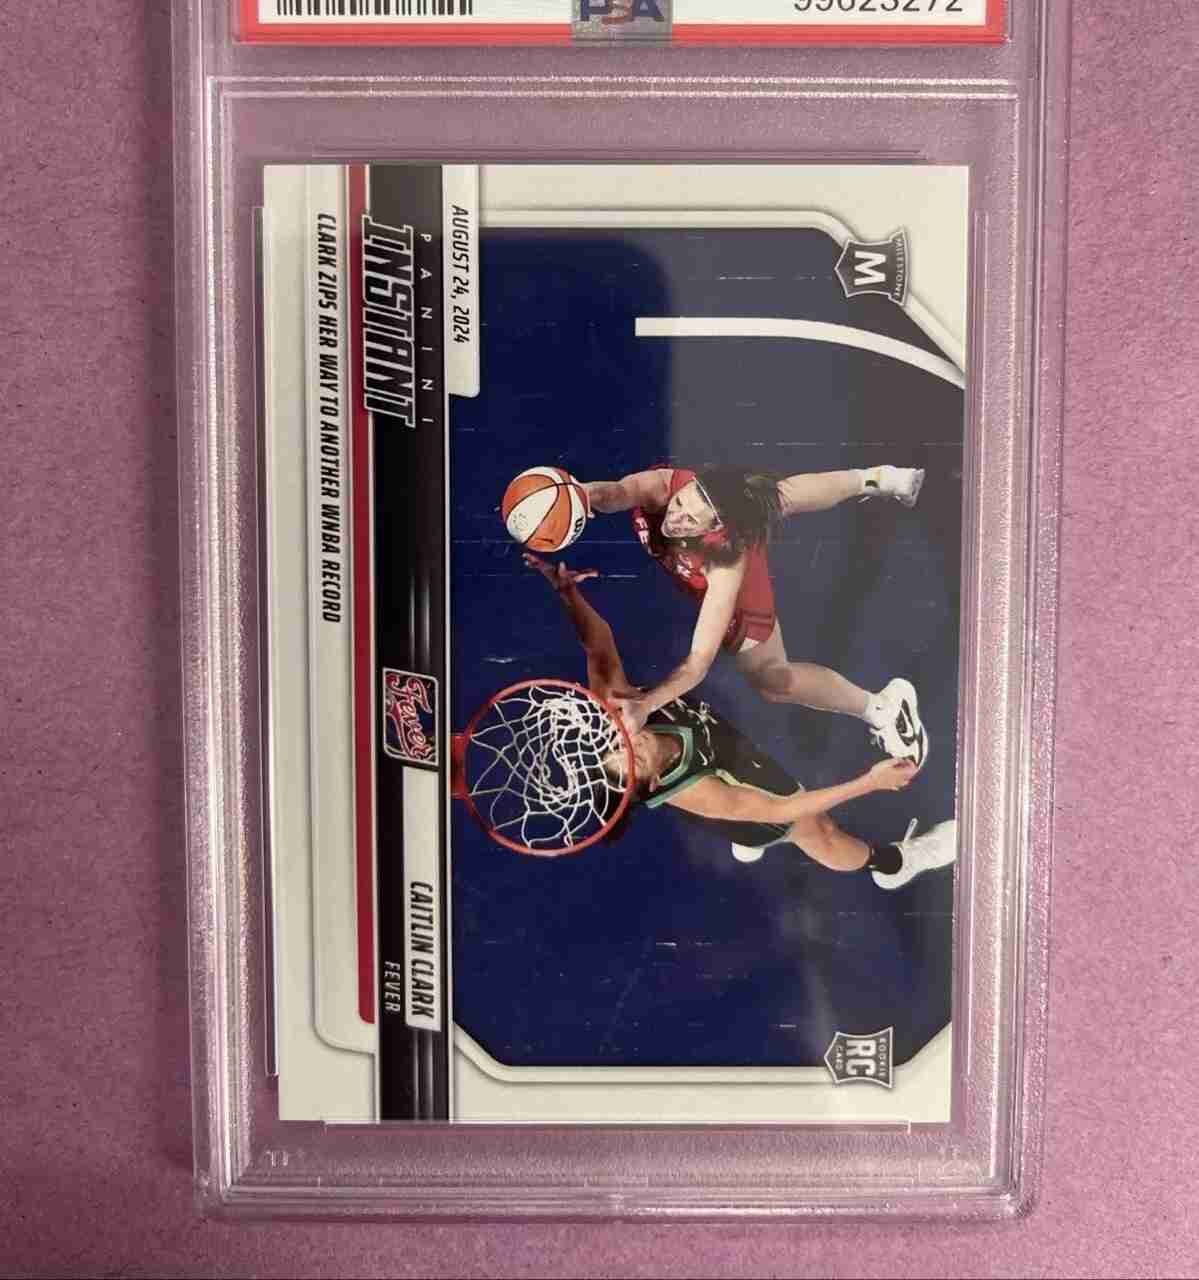 PSA
99623272
MILESTONE
M
AUGUST 24, 2024
PANINI
INSTANT
CLARK ZIPS HER WAY TO ANOTHER WNBA RECORD
Fever
CAITLIN CLARK
FEVER
ROOKIE
RC
CARD